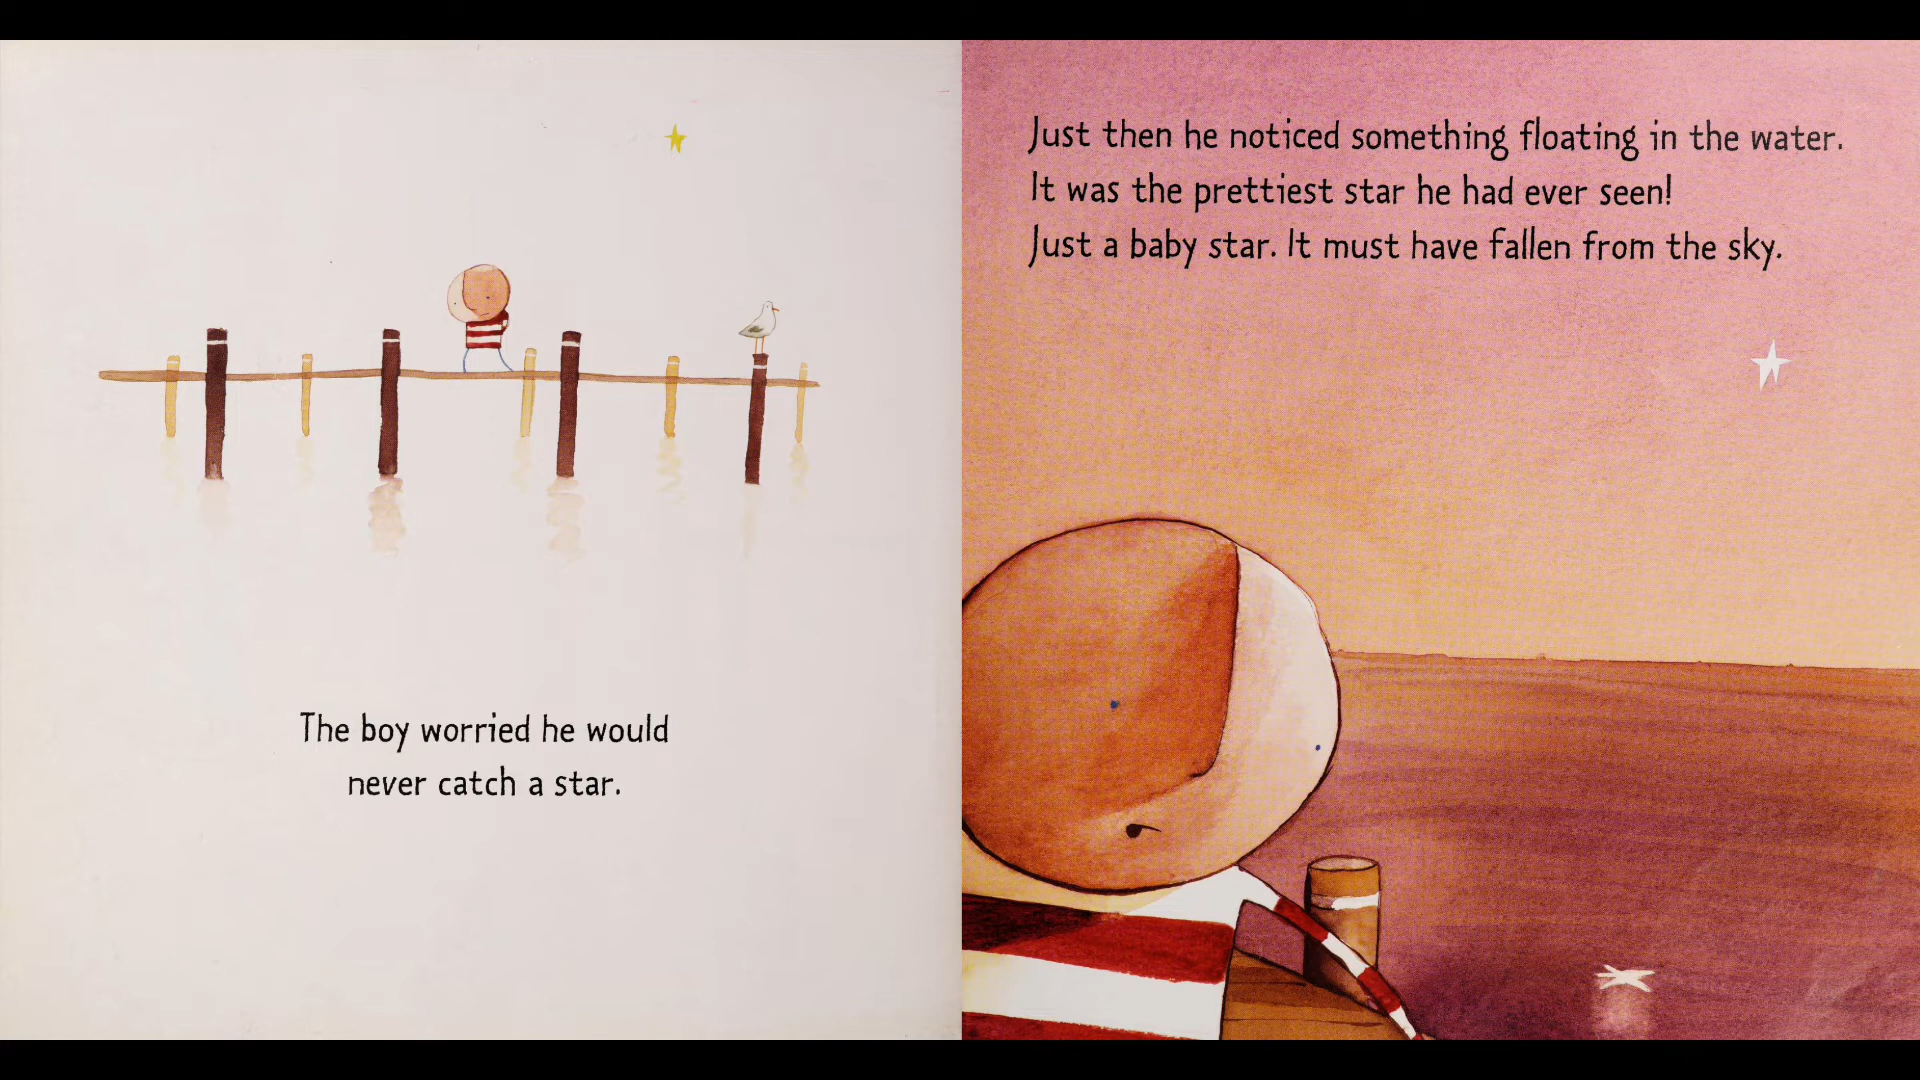 The boy worried he would
never catch a star.
Just then he noticed something floating in the water.
It was the prettiest star he had ever seen!
Just a baby star. It must have fallen from the sky.